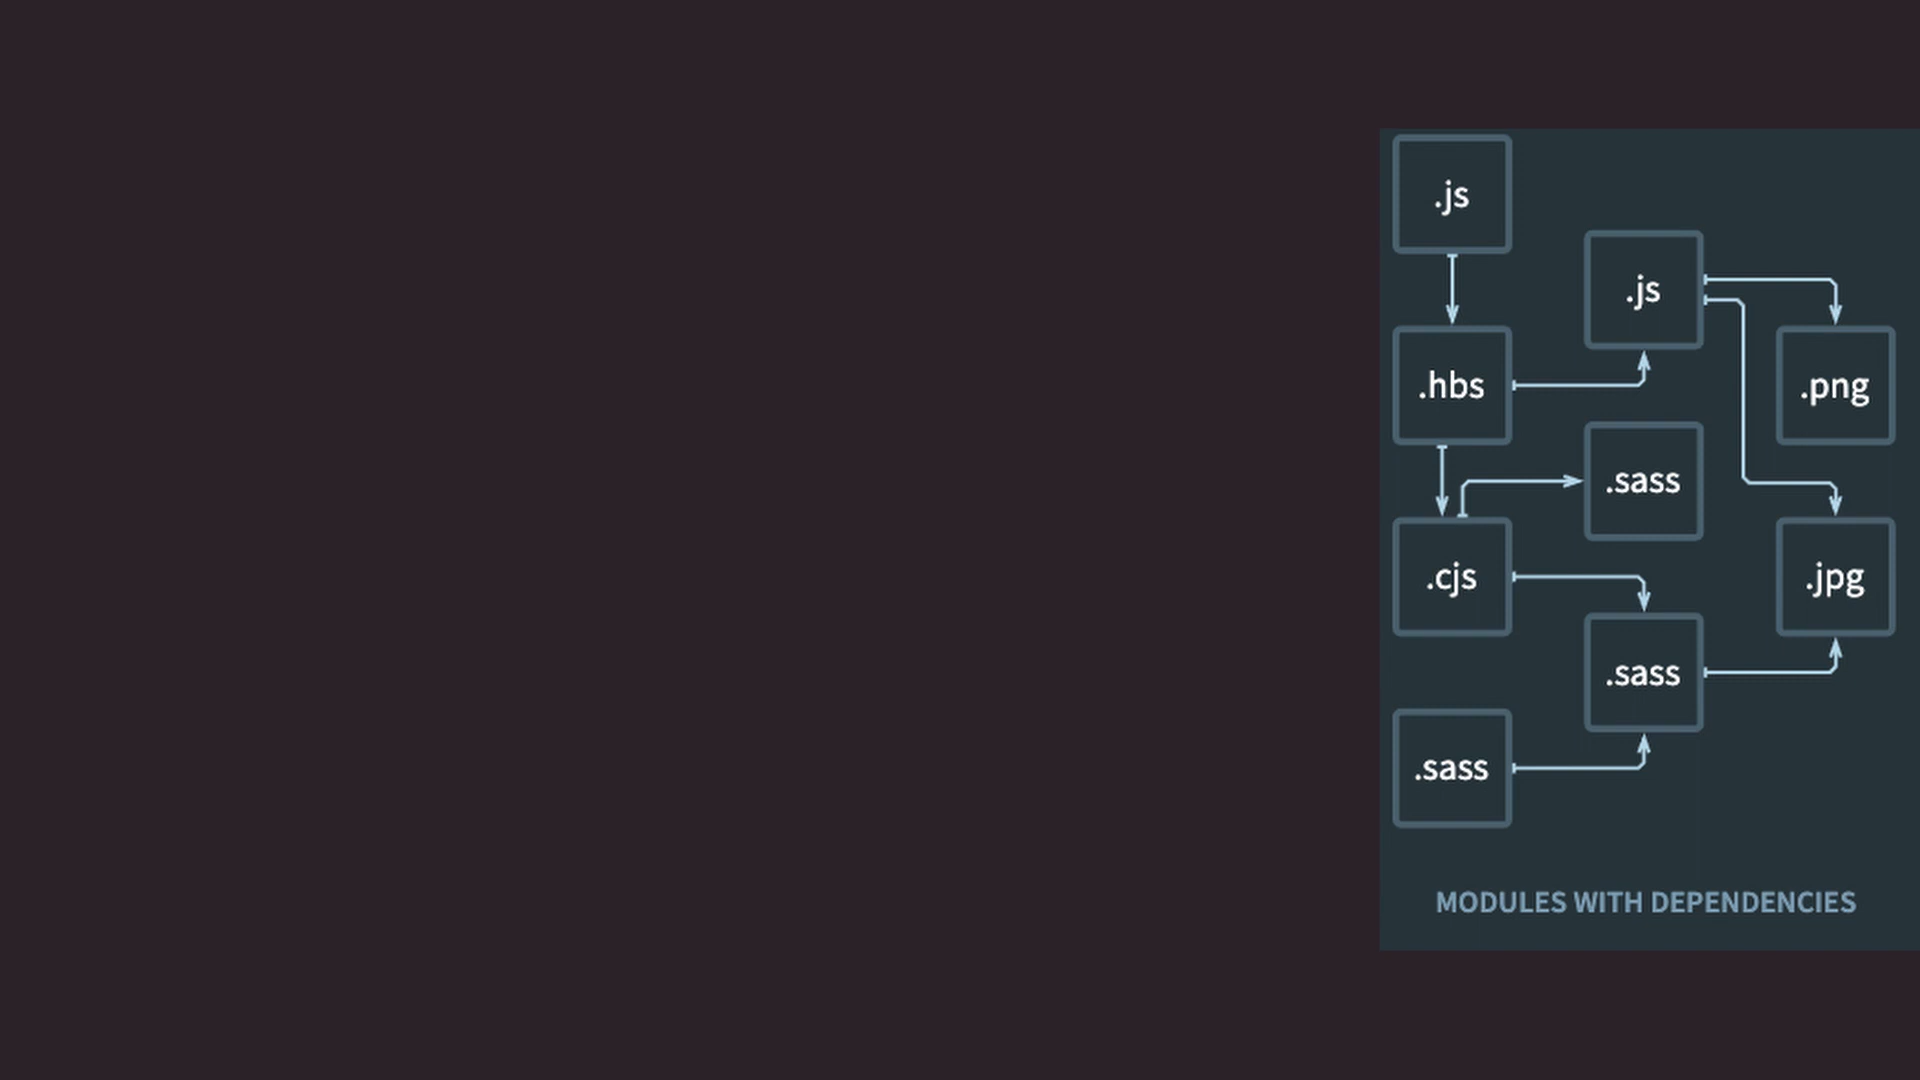 .js
.js
.hbs
.png
.sass
.cjs
.jpg
.sass
.sass
MODULES WITH DEPENDENCIES